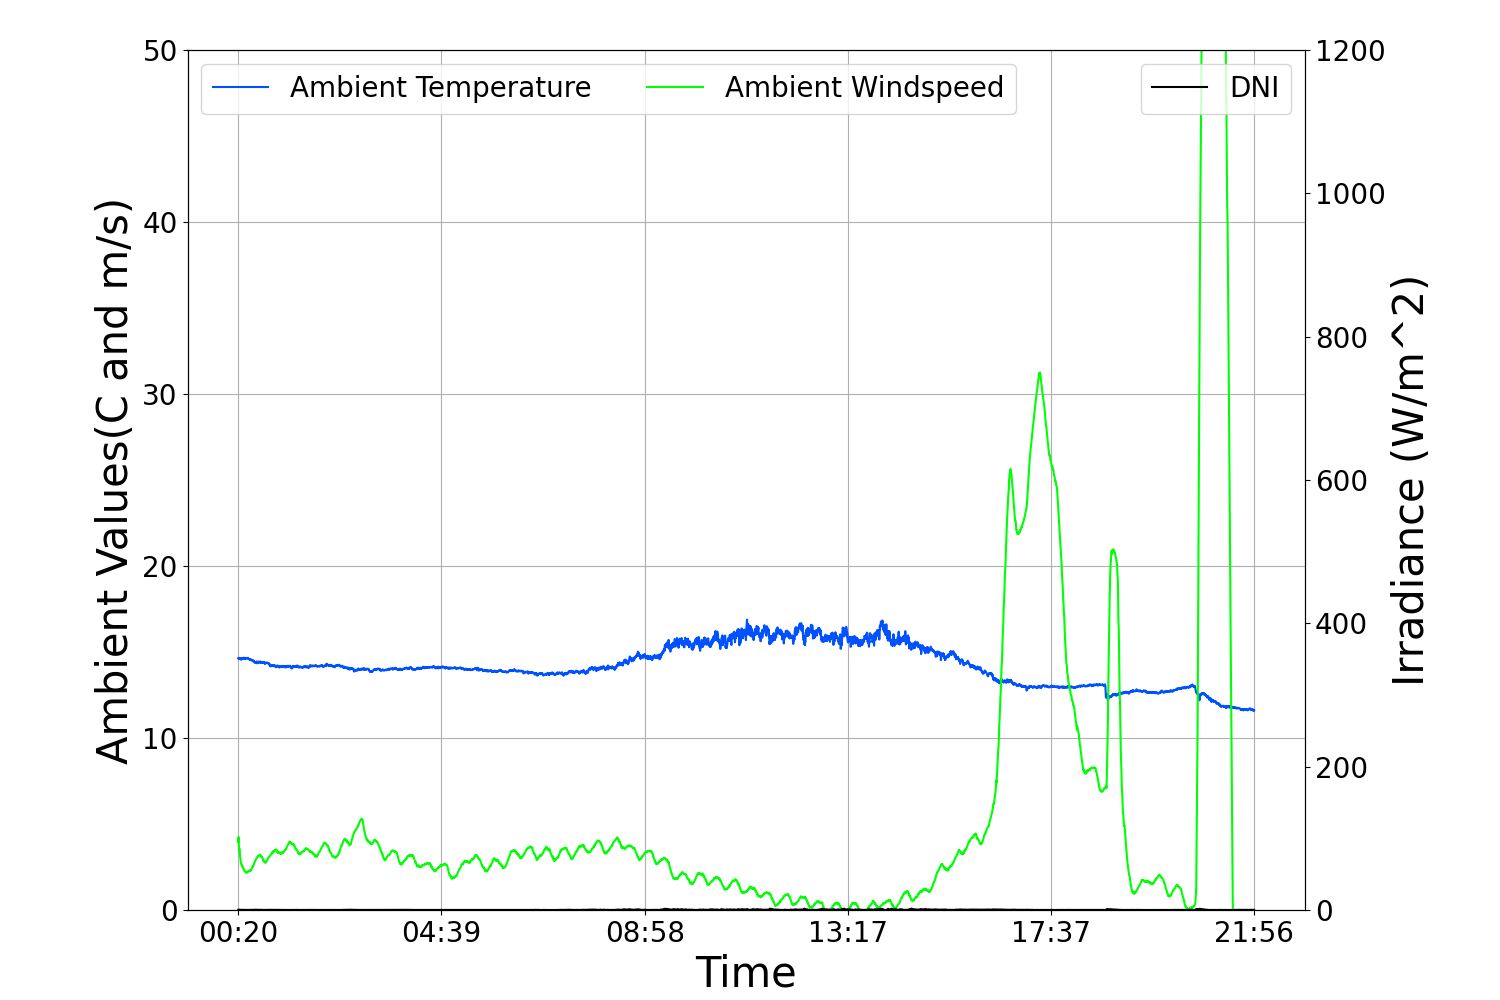 Ambient Temperature
Ambient Windspeed
DNI
50
40
30
20
10
0
Ambient Values(C and m/s)
1200
1000
800
600
400
200
0
Irradiance (W/m^2)
00:20 04:39 08:58 13:17 17:37 21:56
Time